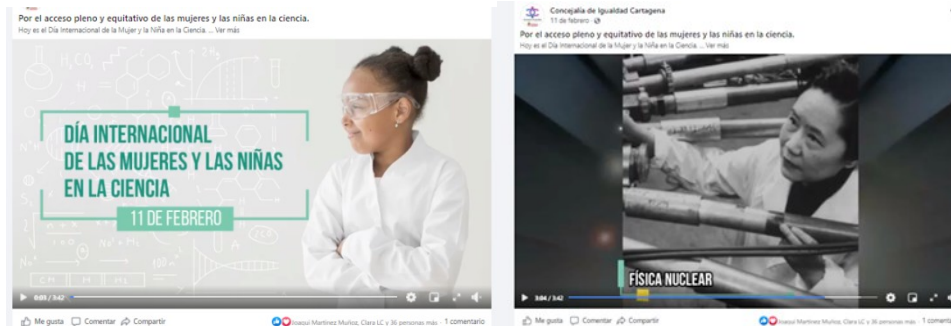 Por el acceso pleno y equitativo de las mujeres y las niñas en la ciencia.
Hoy es el Día Internacional de la Mujer y la Niña en la Ciencia. ... Ver más
DÍA INTERNACIONAL
DE LAS MUJERES Y LAS NIÑAS
EN LA CIENCIA
11 DE FEBRERO
0:03 / 3:42
Me gusta Comentar Compartir
Joaqui Martinez Muñoz, Clara LC y 36 personas más · 1 comentario
Concejalía de Igualdad Cartagena
11 de febrero ·
Por el acceso pleno y equitativo de las mujeres y las niñas en la ciencia.
Hoy es el Día Internacional de la Mujer y la Niña en la Ciencia. ... Ver más
FÍSICA NUCLEAR
3:04 / 3:42
Me gusta Comentar Compartir
Joaqui Martinez Muñoz, Clara LC y 36 personas más · 1 coment